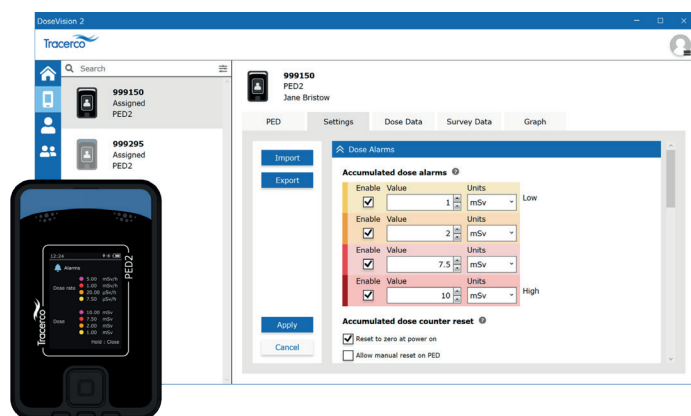 DoseVision 2
Tracerco
Search
999150
Assigned
PED2
999295
Assigned
PED2
999150
PED2
Jane Bristow
PED Settings Dose Data Survey Data Graph
Import
Export
Apply
Cancel
Dose Alarms
Accumulated dose alarms
Enable Value Units
1 mSv Low
Enable Value Units
2 mSv
Enable Value Units
7.5 mSv
Enable Value Units
10 mSv High
Accumulated dose counter reset
Reset to zero at power on
Allow manual reset on PED
12:24
Alarms
Dose rate
5.00 mSv/h
1.00 mSv/h
20.00 µSv/h
7.50 µSv/h
Dose
10.00 mSv
7.50 mSv
2.00 mSv
1.00 mSv
Hold : Close
PED2
Tracerco